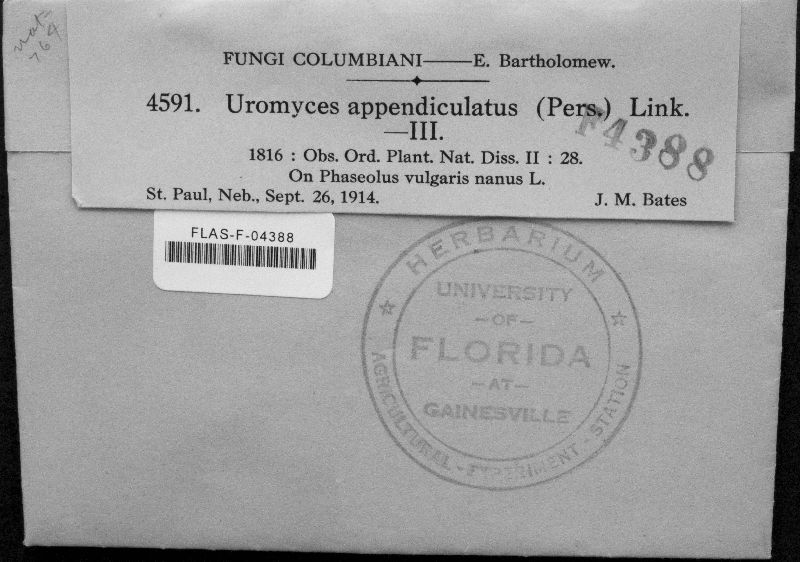 nat-
764
FUNGI COLUMBIANI——E. Bartholomew.
4591. Uromyces appendiculatus (Pers.) Link.
—III.
F4388
1816 : Obs. Ord. Plant. Nat. Diss. II : 28.
On Phaseolus vulgaris nanus L.
St. Paul, Neb., Sept. 26, 1914. J. M. Bates
FLAS-F-04388
HERBARIUM
UNIVERSITY
—OF—
FLORIDA
—AT—
GAINESVILLE
AGRICULTURAL - EXPERIMENT - STATION